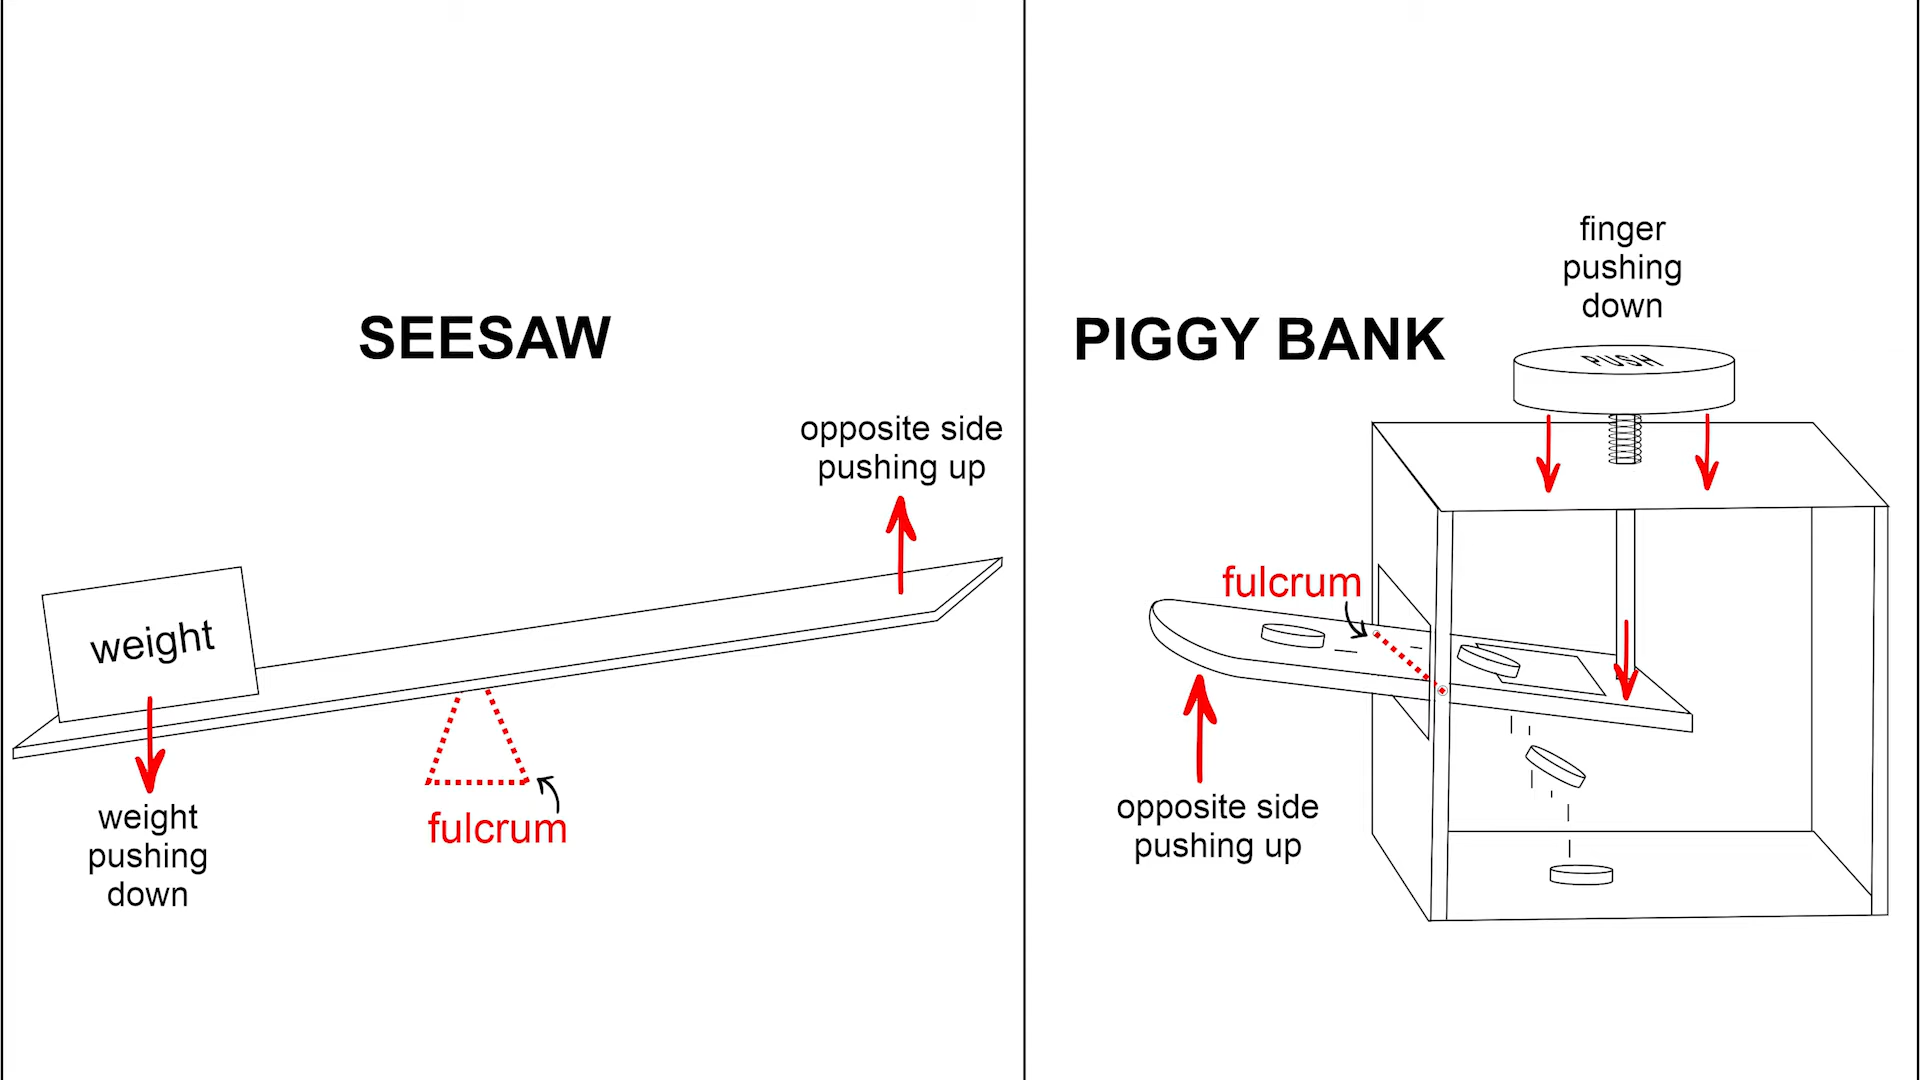 SEESAW
opposite side
pushing up
weight
weight
pushing
down
fulcrum
PIGGY BANK
finger
pushing
down
PUSH
fulcrum
opposite side
pushing up